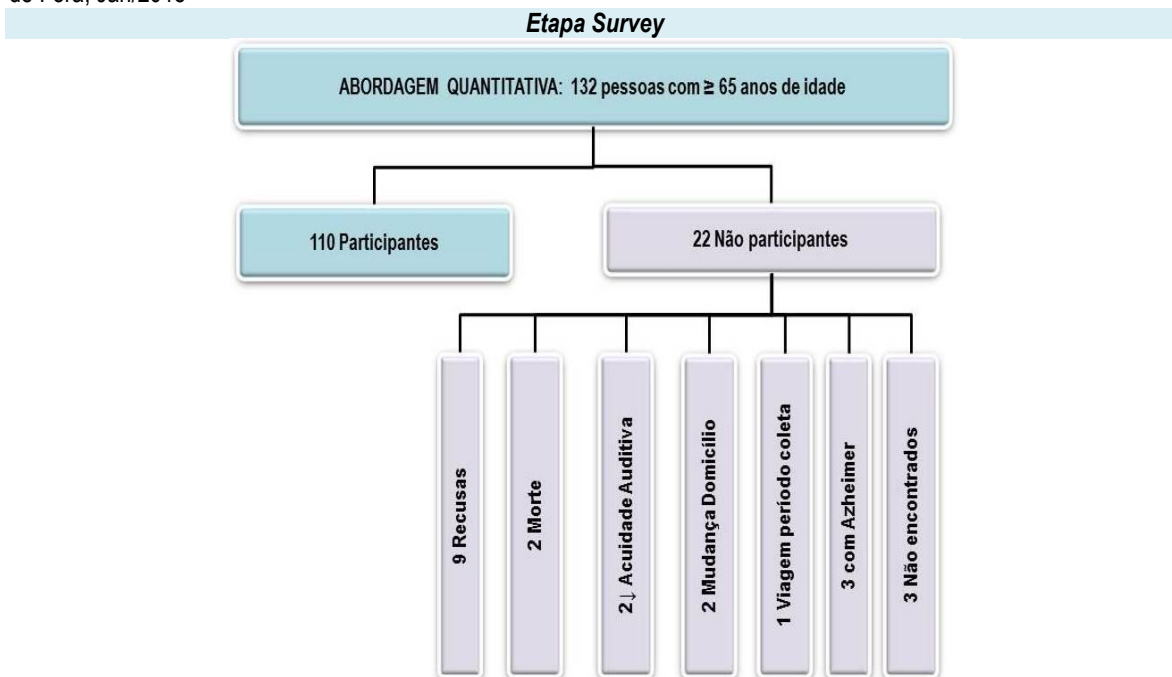 Etapa Survey
ABORDAGEM QUANTITATIVA: 132 pessoas com ≥ 65 anos de idade
110 Participantes
22 Não participantes
9 Recusas
2 Morte
2↓ Acuidade Auditiva
2 Mudança Domicílio
1 Viagem período coleta
3 com Azheimer
3 Não encontrados